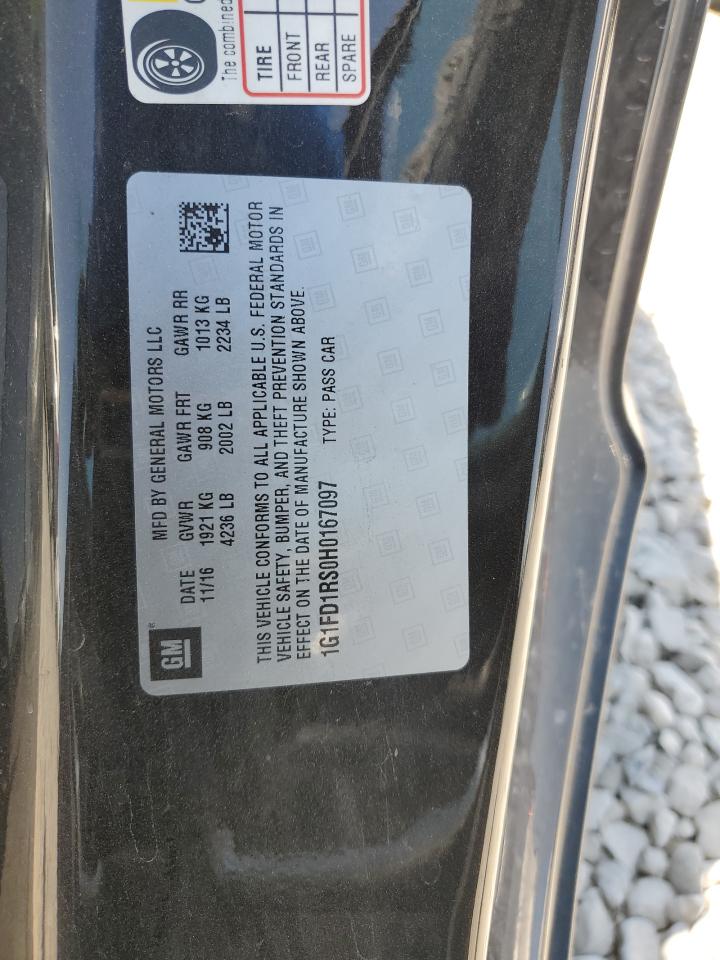 The combined
TIRE
FRONT
REAR
SPARE
MFD BY GENERAL MOTORS LLC
DATE GVWR GAWR FRT GAWR RR
11/16 1921 KG 908 KG 1013 KG
4236 LB 2002 LB 2234 LB
GM®
THIS VEHICLE CONFORMS TO ALL APPLICABLE U.S. FEDERAL MOTOR
VEHICLE SAFETY, BUMPER, AND THEFT PREVENTION STANDARDS IN
EFFECT ON THE DATE OF MANUFACTURE SHOWN ABOVE.
1G1FD1RS0H0167097 TYPE: PASS CAR